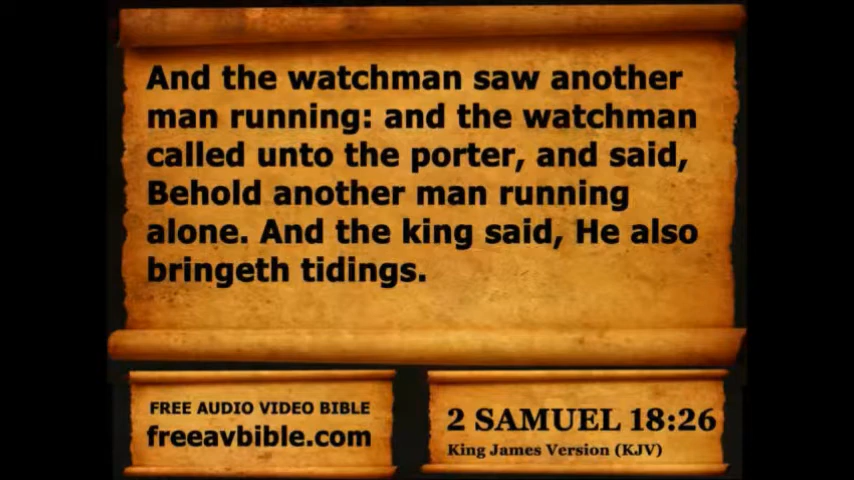 And the watchman saw another
man running: and the watchman
called unto the porter, and said,
Behold another man running
alone. And the king said, He also
bringeth tidings.
FREE AUDIO VIDEO BIBLE
freeavbible.com
2 SAMUEL 18:26
King James Version (KJV)